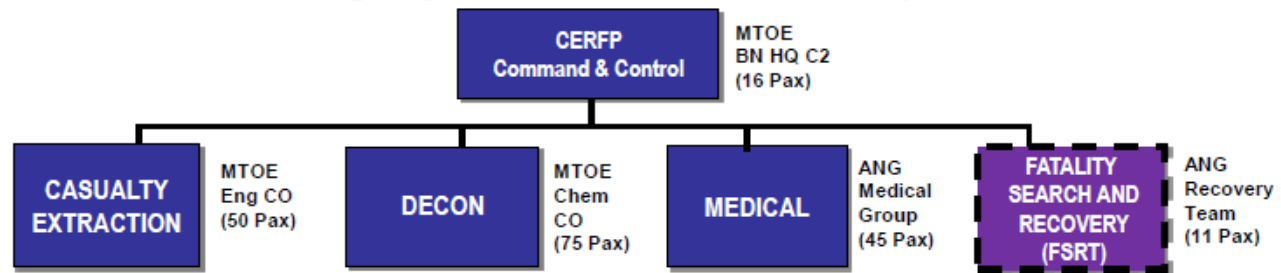 CERFP
Command & Control
MTOE
BN HQ C2
(16 Pax)
CASUALTY
EXTRACTION
MTOE
Eng CO
(50 Pax)
DECON
MTOE
Chem
CO
(75 Pax)
MEDICAL
ANG
Medical
Group
(45 Pax)
FATALITY
SEARCH AND
RECOVERY
(FSRT)
ANG
Recovery
Team
(11 Pax)